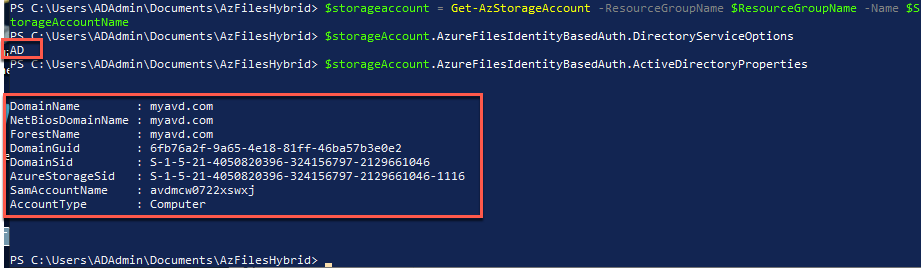 PS C:\Users\ADAdmin\Documents\AzFilesHybrid> $storageaccount = Get-AzStorageAccount -ResourceGroupName $ResourceGroupName -Name $S
torageAccountName
PS C:\Users\ADAdmin\Documents\AzFilesHybrid> $storageAccount.AzureFilesIdentityBasedAuth.DirectoryServiceOptions
AD
PS C:\Users\ADAdmin\Documents\AzFilesHybrid> $storageAccount.AzureFilesIdentityBasedAuth.ActiveDirectoryProperties
DomainName : myavd.com
NetBiosDomainName : myavd.com
ForestName : myavd.com
DomainGuid : 6fb76a2f-9a65-4e18-81ff-46ba57b3e0e2
DomainSid : S-1-5-21-4050820396-324156797-2129661046
AzureStorageSid : S-1-5-21-4050820396-324156797-2129661046-1116
SamAccountName : avdmcw0722xswxj
AccountType : Computer
PS C:\Users\ADAdmin\Documents\AzFilesHybrid>